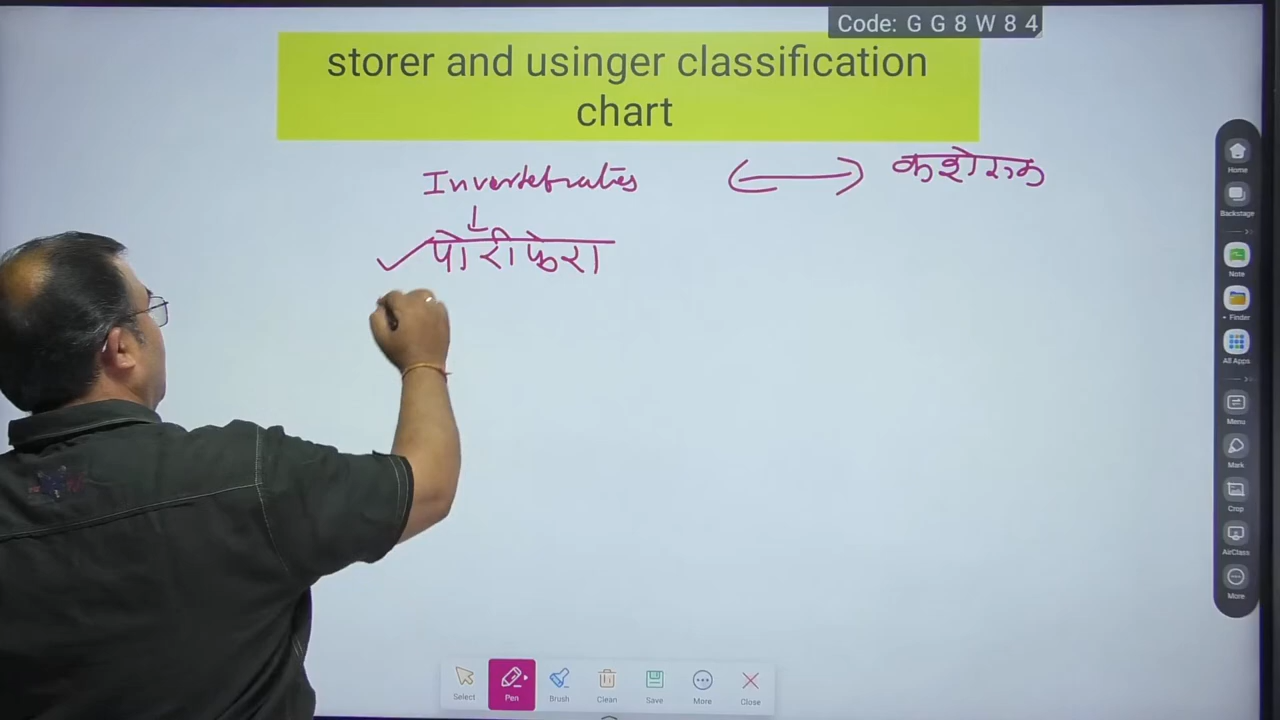 Code: G G 8 W 8 4
storer and usinger classification
chart
Invertebraties
कशेरुक
पोरीफेरा
Home
Backstage
Note
Finder
All Apps
Menu
Mark
Crop
AirClass
More
Select
Pen
Brush
Clean
Save
More
Close